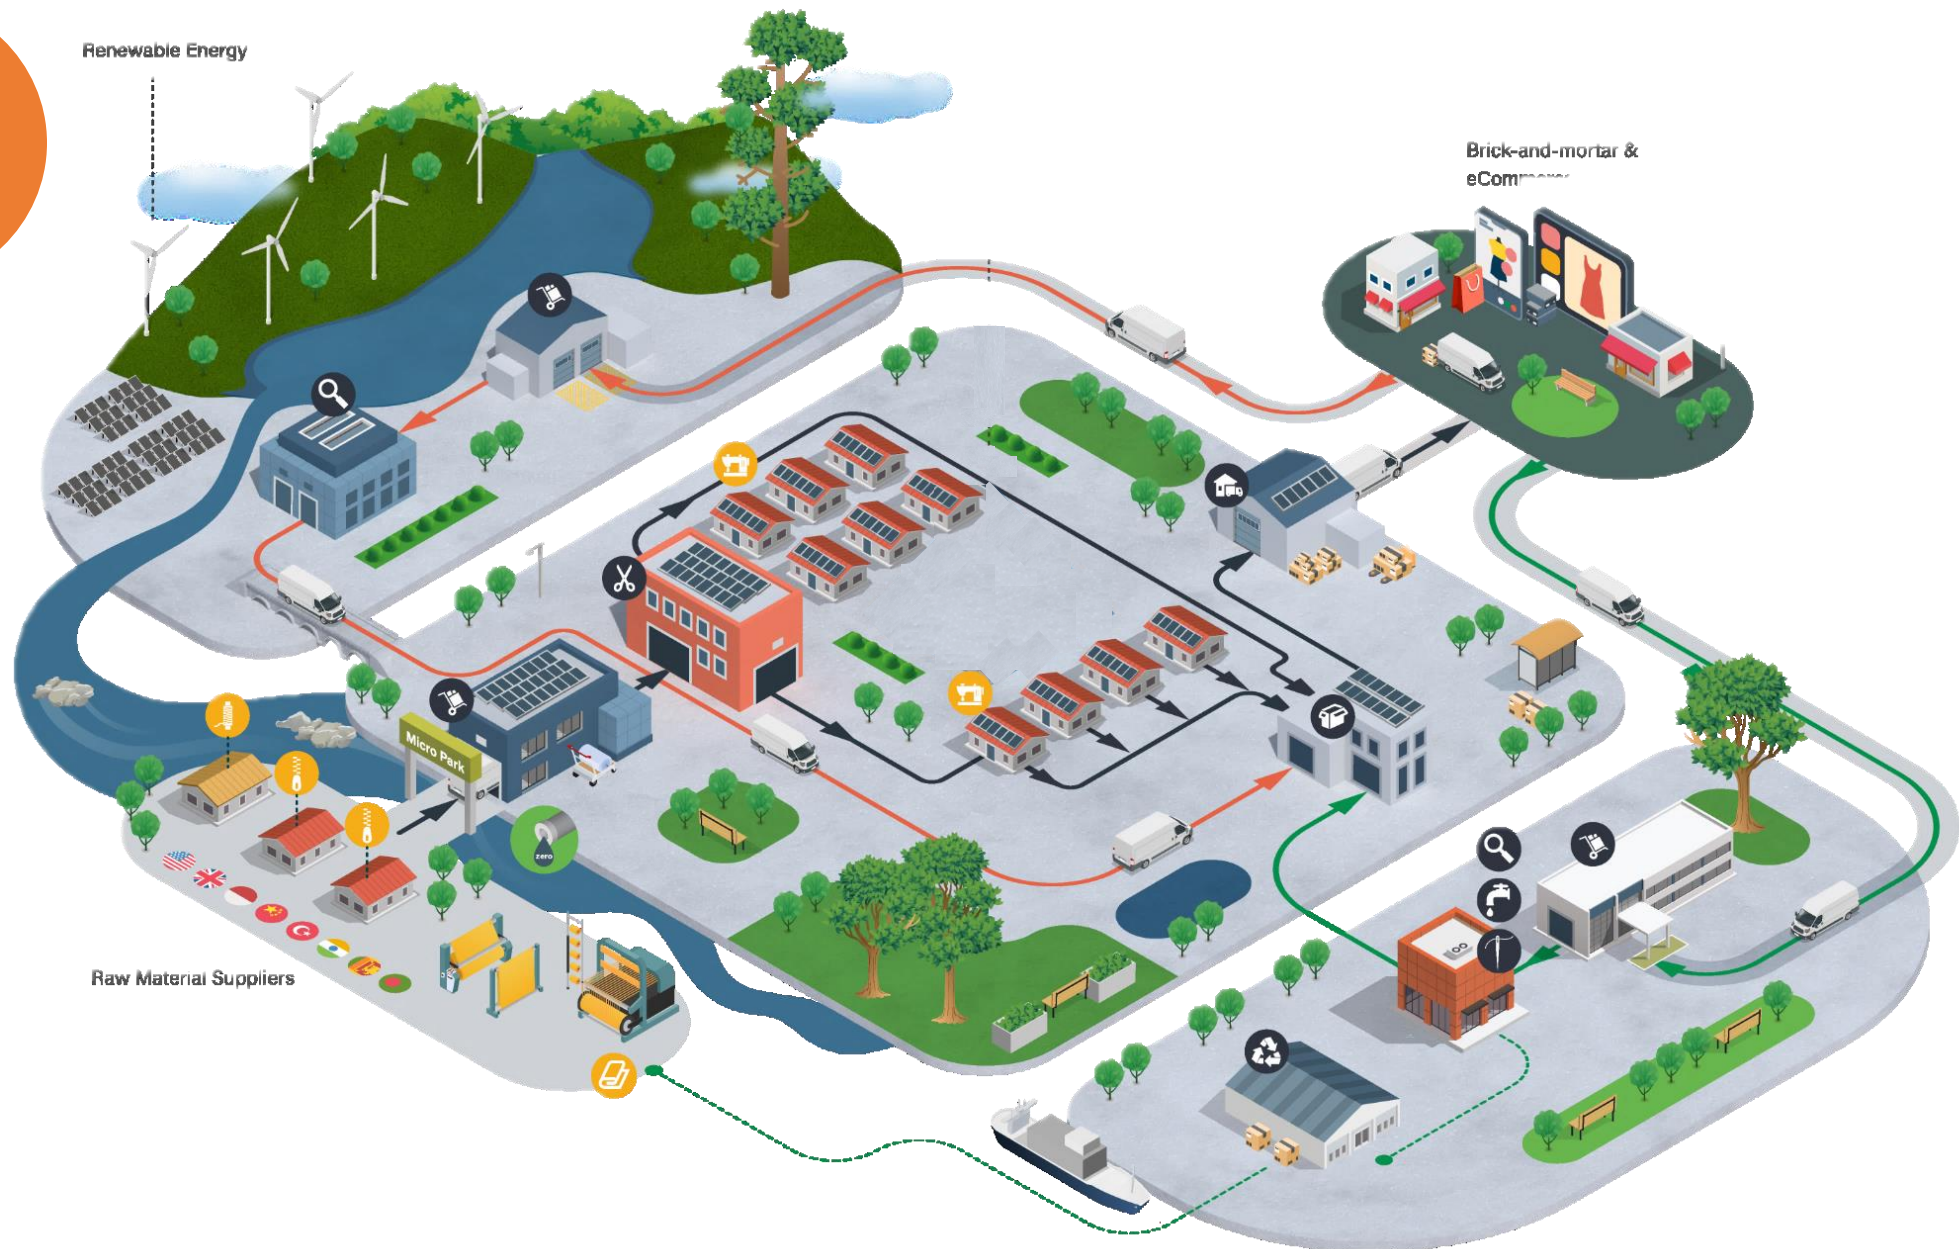 Renewable Energy
Brick-and-mortar &
Micro Park
zero
Raw Material Suppliers